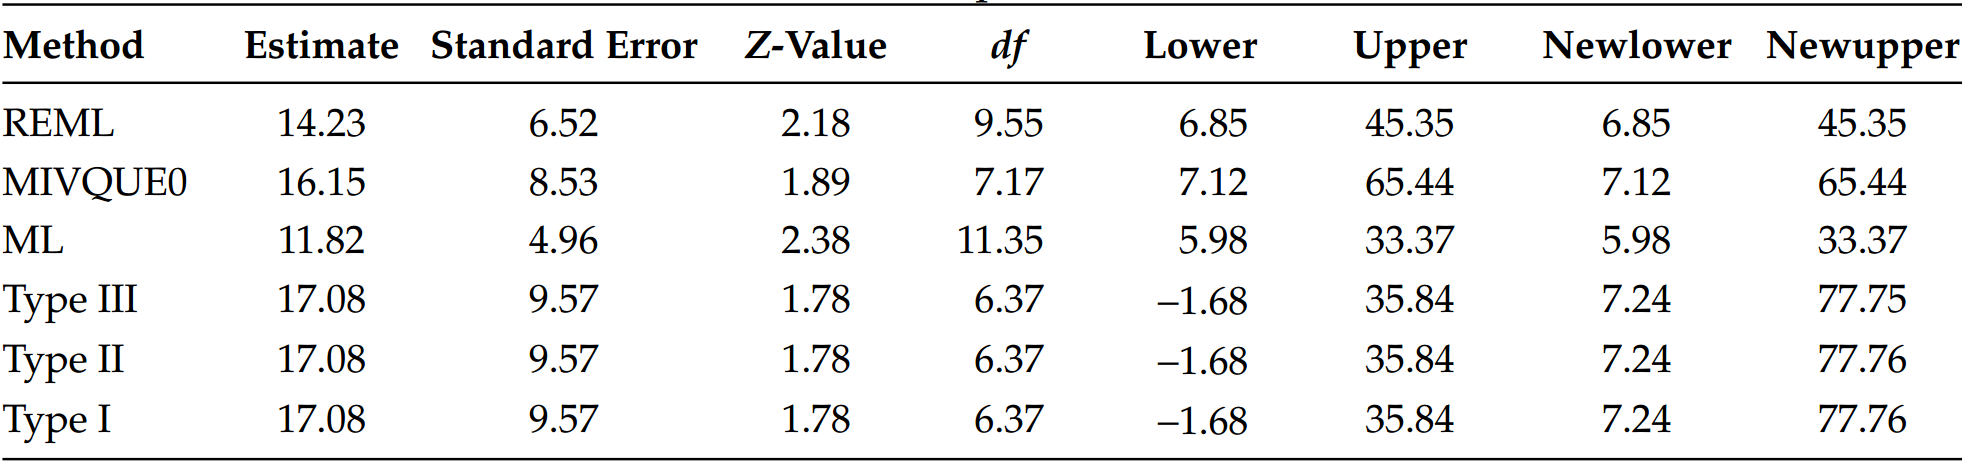 Method Estimate Standard Error Z-Value df Lower Upper Newlower Newupper
REML 14.23 6.52 2.18 9.55 6.85 45.35 6.85 45.35
MIVQUE0 16.15 8.53 1.89 7.17 7.12 65.44 7.12 65.44
ML 11.82 4.96 2.38 11.35 5.98 33.37 5.98 33.37
Type III 17.08 9.57 1.78 6.37 –1.68 35.84 7.24 77.75
Type II 17.08 9.57 1.78 6.37 –1.68 35.84 7.24 77.76
Type I 17.08 9.57 1.78 6.37 –1.68 35.84 7.24 77.76